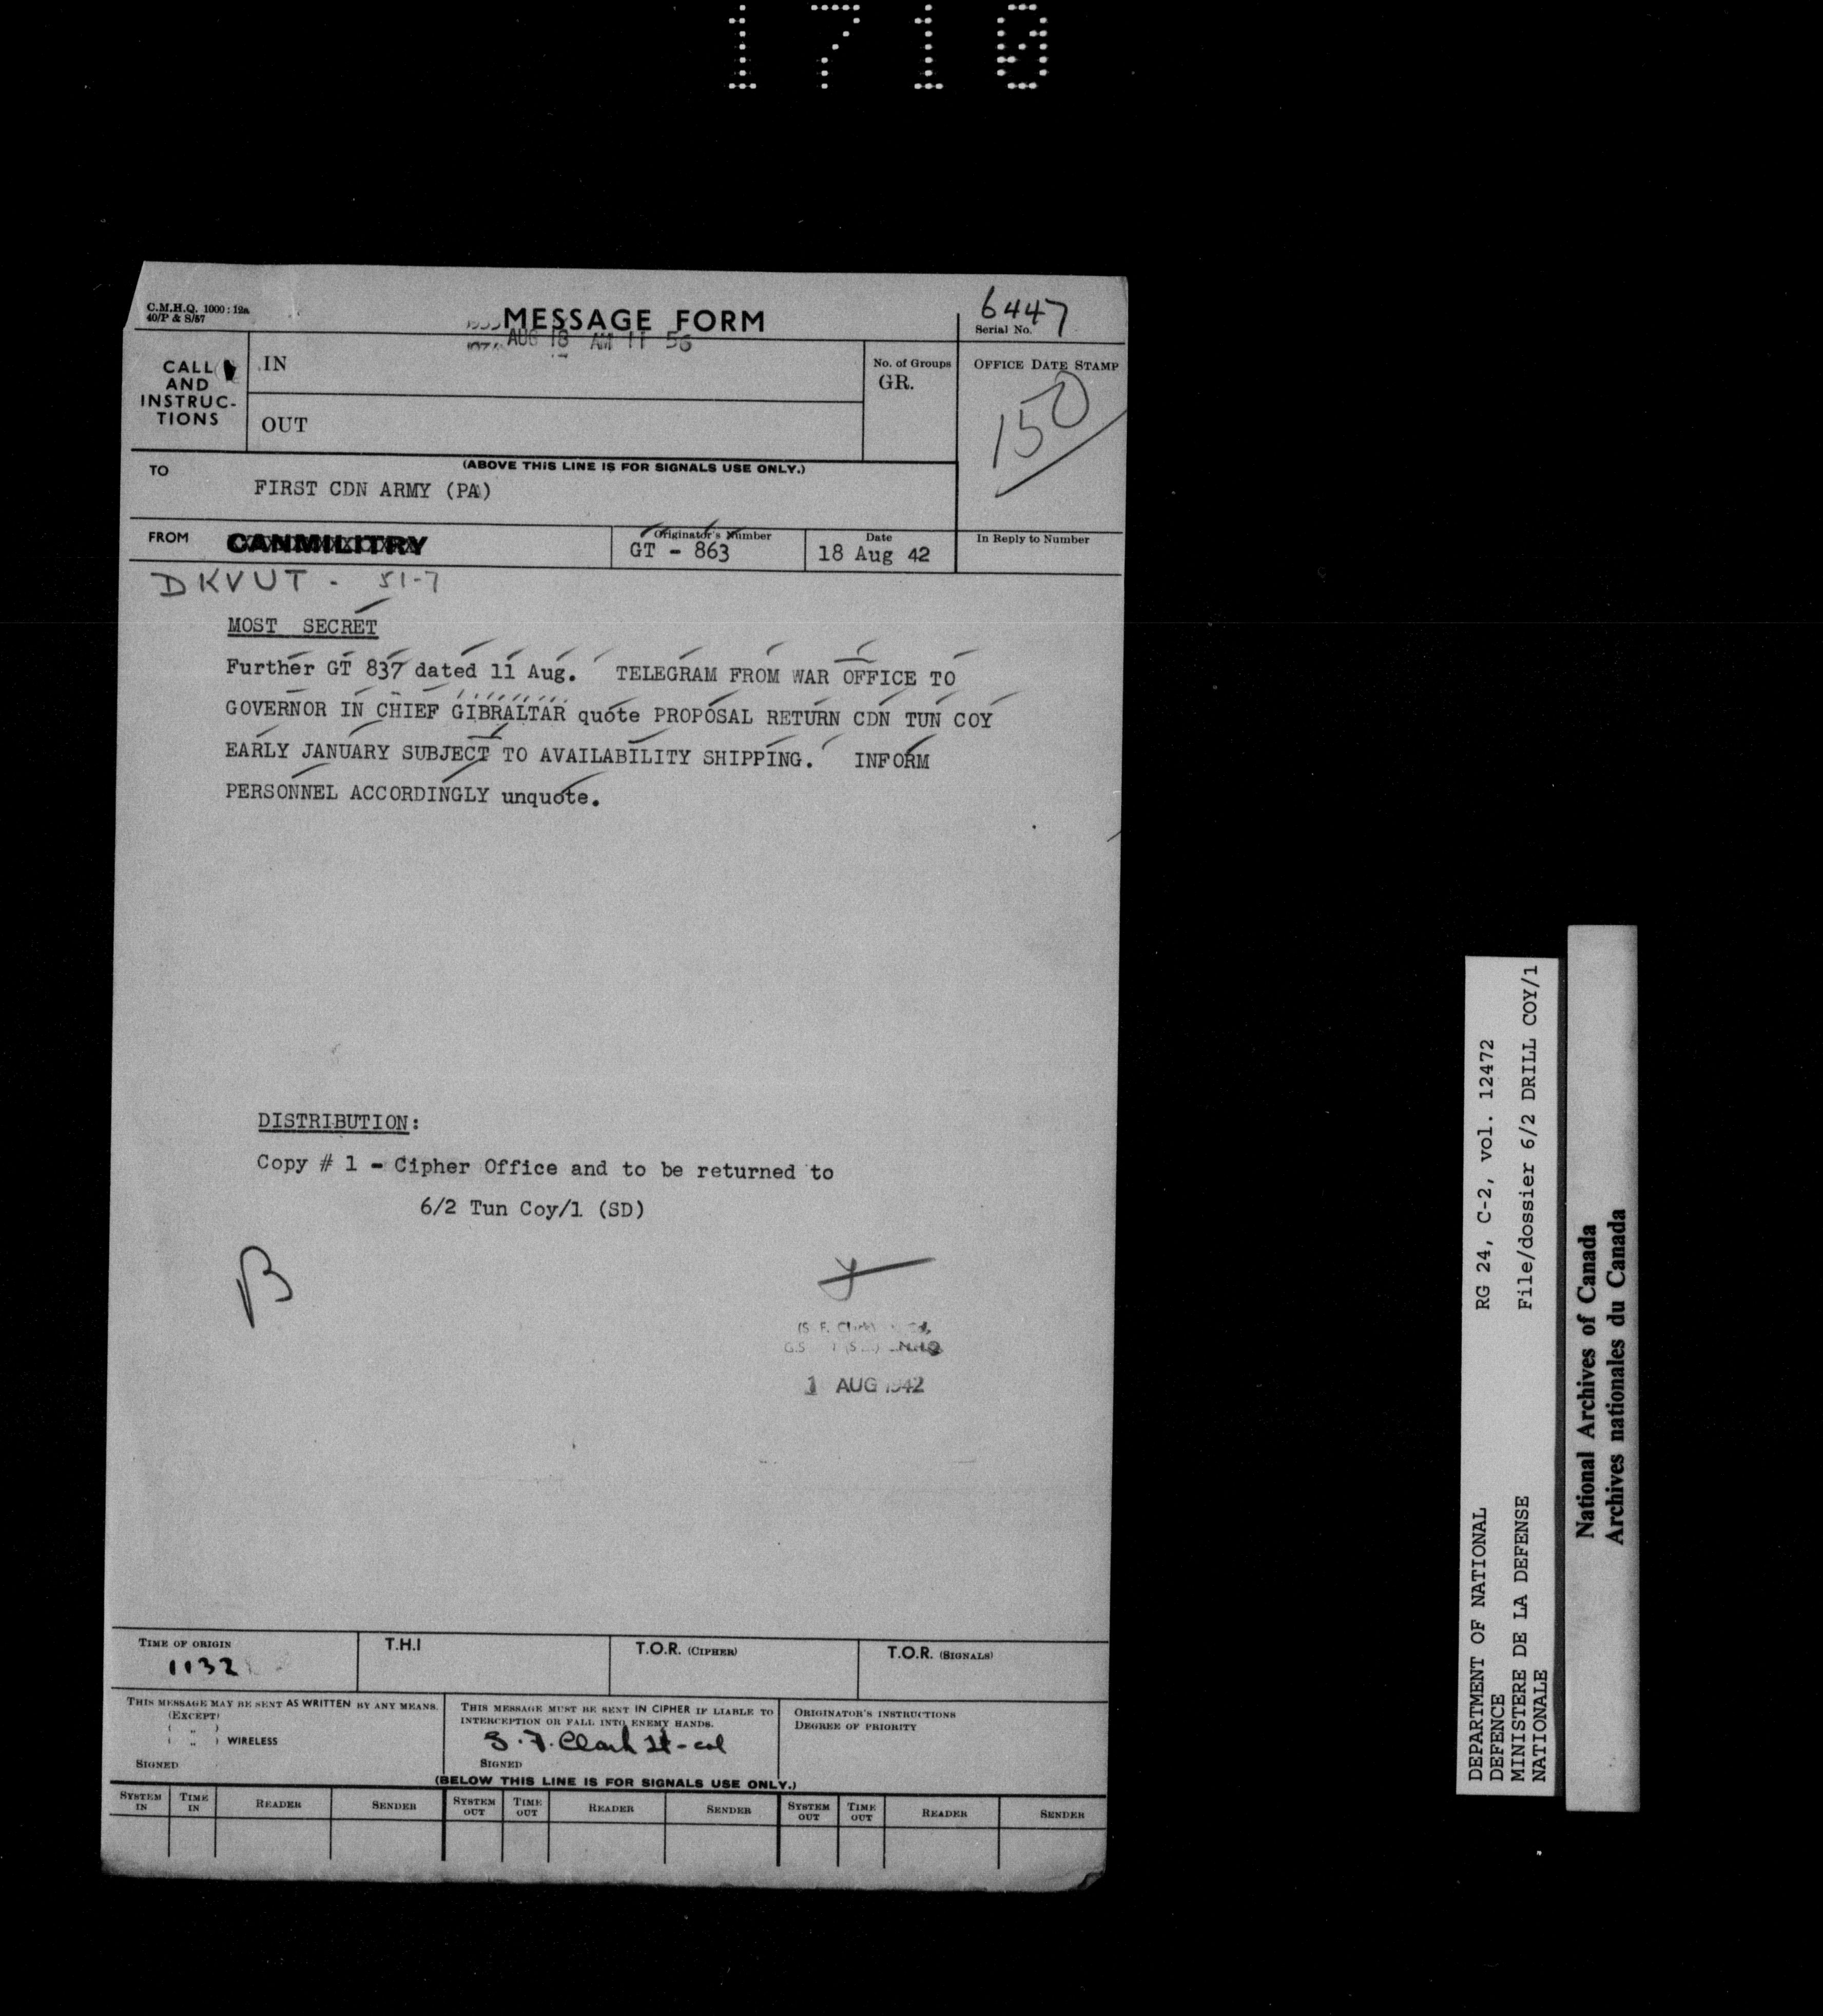 1710
C.M.H.Q. 1000 : 12a
40/P & S/57
MESSAGE FORM
6447
Serial No.
AUG 18 AM 11 56
CALL
AND
INSTRUC-
TIONS
IN
OUT
No. of Groups
GR.
OFFICE DATE STAMP
150
(ABOVE THIS LINE IS FOR SIGNALS USE ONLY.)
TO
FIRST CDN ARMY (PA)
FROM
CANMILITRY
Originator's Number
GT - 863
Date
18 Aug 42
In Reply to Number
DKVUT - 51-7
MOST SECRET
Further GT 837 dated 11 Aug. TELEGRAM FROM WAR OFFICE TO
GOVERNOR IN CHIEF GIBRALTAR quote PROPOSAL RETURN CDN TUN COY
EARLY JANUARY SUBJECT TO AVAILABILITY SHIPPING. INFORM
PERSONNEL ACCORDINGLY unquote.
DISTRIBUTION:
Copy # 1 - Cipher Office and to be returned to
6/2 Tun Coy/1 (SD)
B
1 AUG 1942
TIME OF ORIGIN
1132
T.H.I
T.O.R. (CIPHER)
T.O.R. (SIGNALS)
THIS MESSAGE MAY BE SENT AS WRITTEN BY ANY MEANS.
(EXCEPT)
( " )
( " ) WIRELESS
SIGNED
THIS MESSAGE MUST BE SENT IN CIPHER IF LIABLE TO
INTERCEPTION OR FALL INTO ENEMY HANDS.
S.F. Clark Lt-col
SIGNED
ORIGINATOR'S INSTRUCTIONS
DEGREE OF PRIORITY
(BELOW THIS LINE IS FOR SIGNALS USE ONLY.)
SYSTEM IN
TIME IN
READER
SENDER
SYSTEM OUT
TIME OUT
READER
SENDER
SYSTEM OUT
TIME OUT
READER
SENDER
DEPARTMENT OF NATIONAL
DEFENCE
MINISTERE DE LA DEFENSE
NATIONALE
RG 24, C-2, vol. 12472
File/dossier 6/2 DRILL COY/1
National Archives of Canada
Archives nationales du Canada